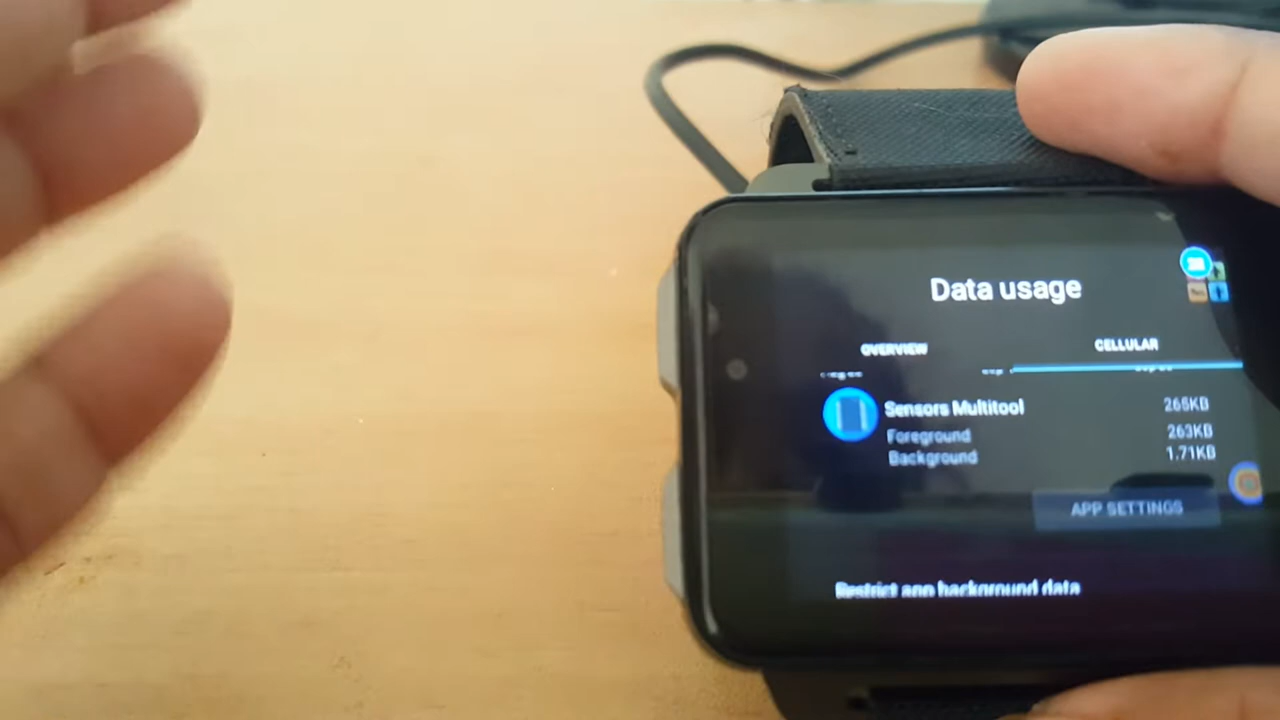 Data usage
OVERVIEW CELLULAR
Sensors Multitool 265KB
Foreground 263KB
Background 1.71KB
APP SETTINGS
Restrict app background data